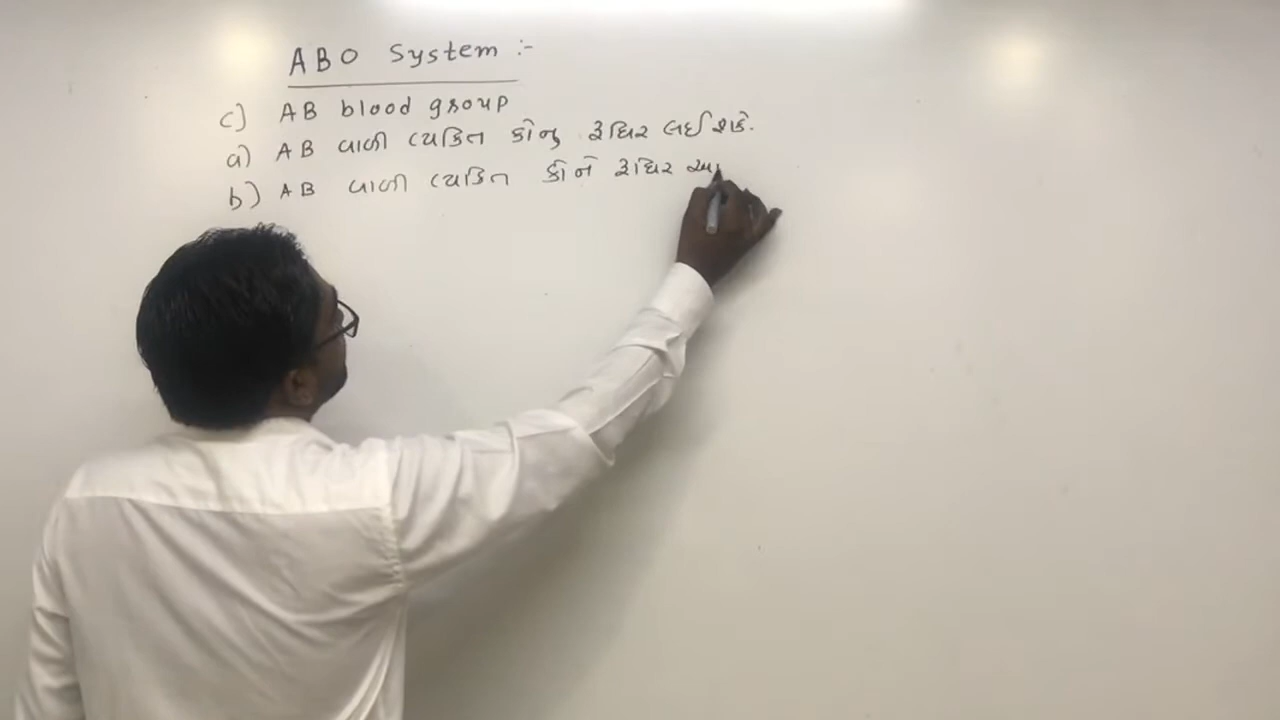 ABO System :-
c) AB blood group
a) AB વાળી વ્યકિત કોનુ રૂધિર લઈ શકે.
b) AB વાળી વ્યકિત કોને રૂધિર આ